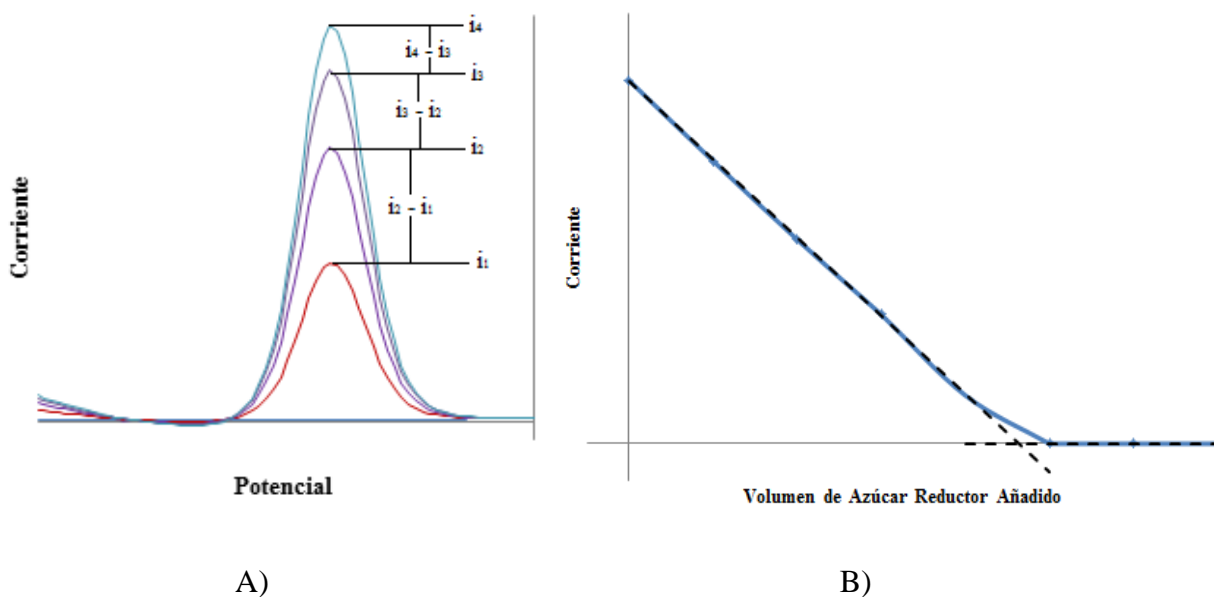 i₄
i₄ – i₃
i₃
i₃ – i₂
i₂
i₂ – i₁
i₁
Corriente
Potencial
A)
Corriente
Volumen de Azúcar Reductor Añadido
B)